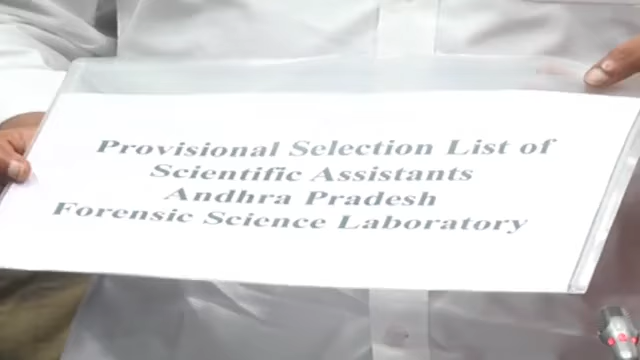 Provisional Selection List of
Scientific Assistants
Andhra Pradesh
Forensic Science Laboratory